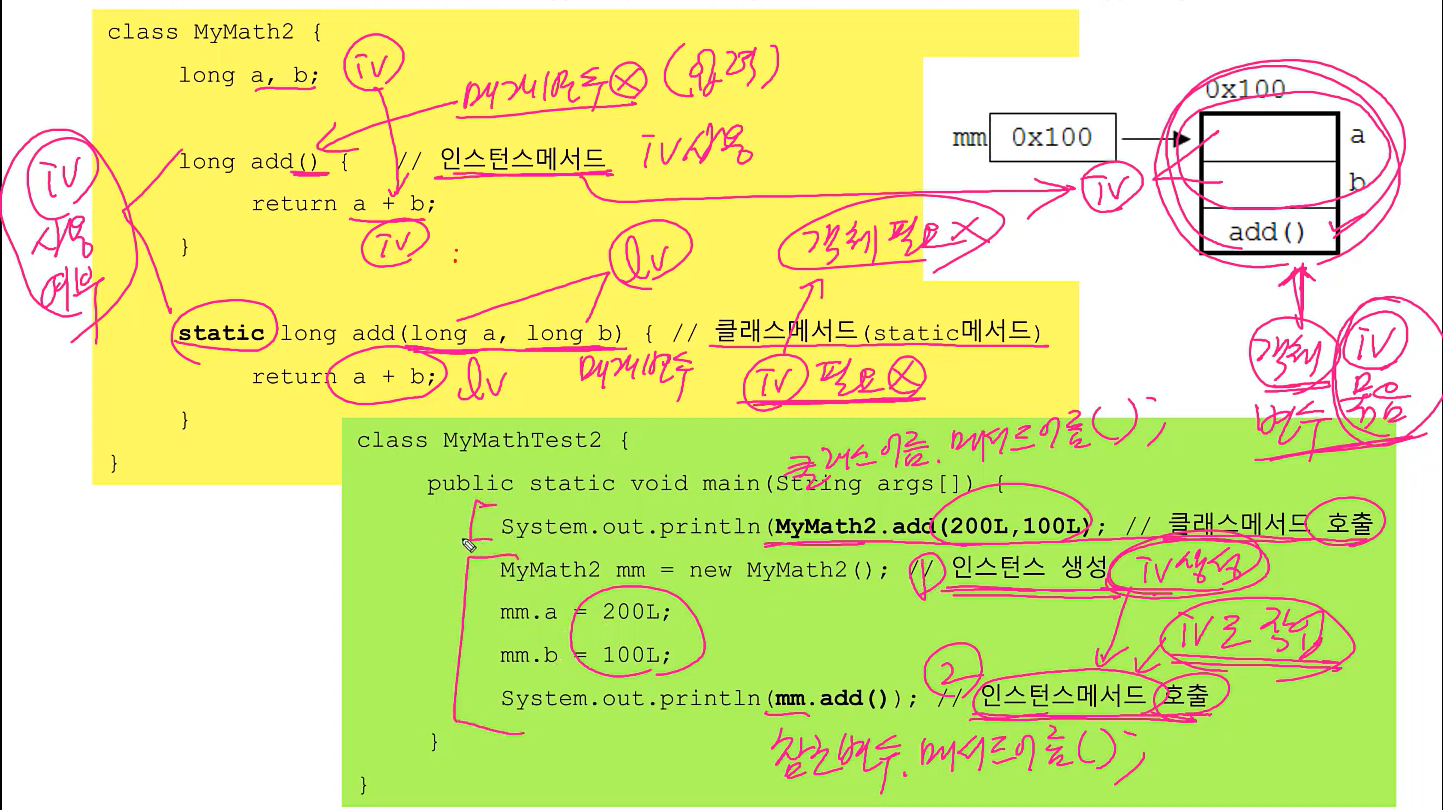 class MyMath2 {
long a, b;
iv
매개변수 X (입력)
long add() { // 인스턴스메서드
iv사용
return a + b;
iv
}
iv
사용
여부
lv
객체 필요 X
static long add(long a, long b) { // 클래스메서드(static메서드)
return a + b;
lv
매개변수
iv 필요 X
}
}
0x100
mm 0x100
a
b
add()
iv
객체
변수
iv
묶음
class MyMathTest2 {
클래스이름.메서드이름();
public static void main(String args[]) {
System.out.println(MyMath2.add(200L,100L); // 클래스메서드 호출
MyMath2 mm = new MyMath2(); // 인스턴스 생성
1
iv생성
mm.a = 200L;
iv로 작업
mm.b = 100L;
2
System.out.println(mm.add()); // 인스턴스메서드 호출
참조변수.메서드이름();
}
}